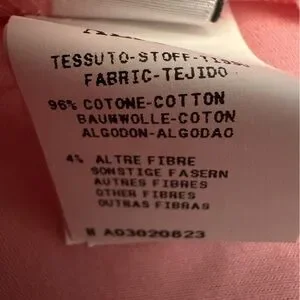 TESSUTO-STOFF-TISSU
FABRIC-TEJIDO
96% COTONE-COTTON
BAUMWOLLE-COTON
ALGODON-ALGODAO
4% ALTRE FIBRE
SONSTIGE FASERN
AUTRES FIBRES
OTHER FIBRES
OUTRAS FIBRAS
A03020823